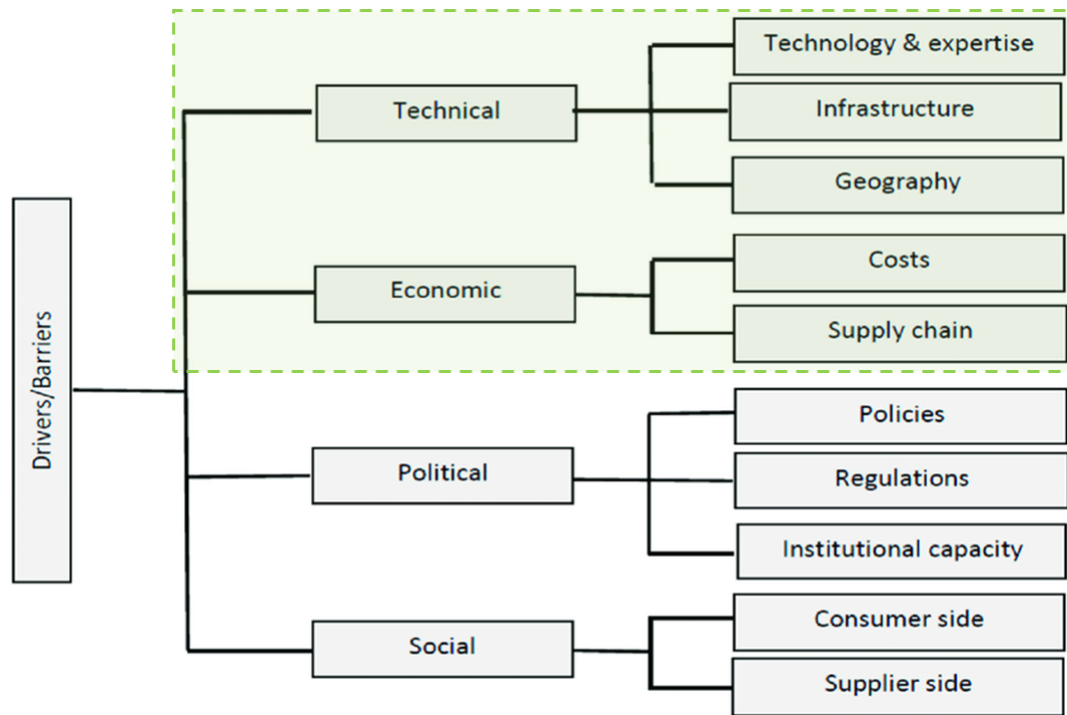 Drivers/Barriers
Technical
Technology & expertise
Infrastructure
Geography
Economic
Costs
Supply chain
Political
Policies
Regulations
Institutional capacity
Social
Consumer side
Supplier side